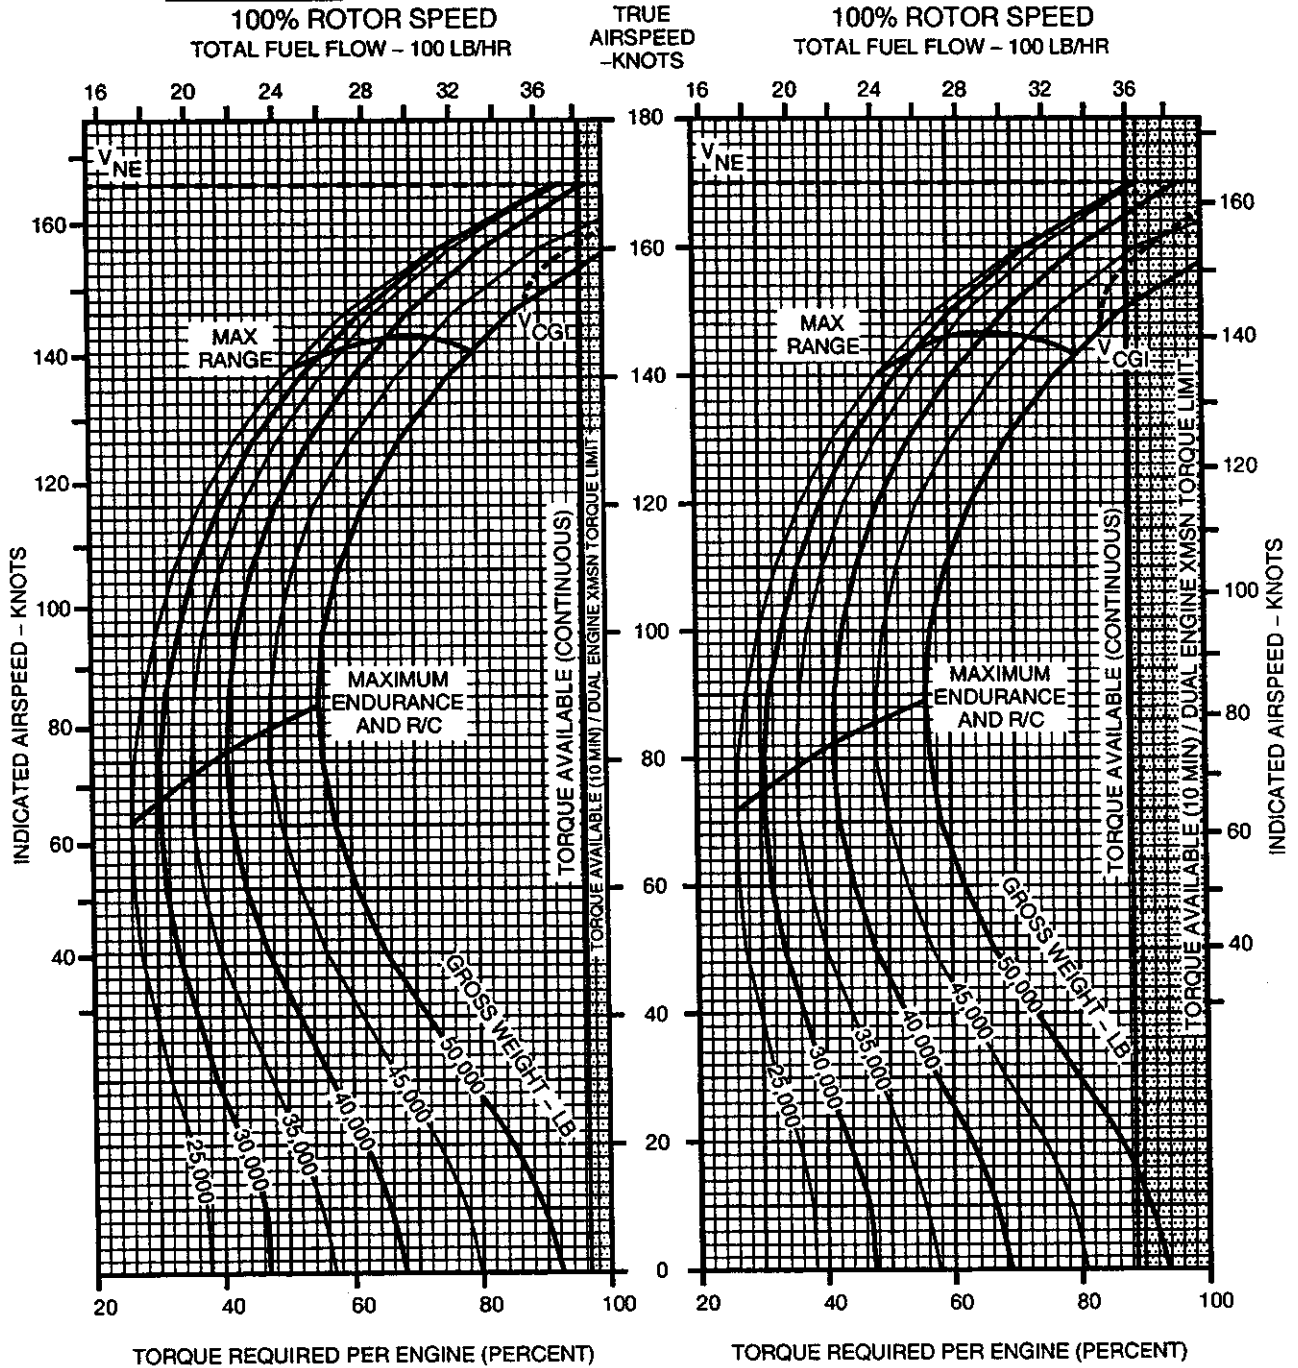 100% ROTOR SPEED
TOTAL FUEL FLOW – 100 LB/HR
TRUE
AIRSPEED
–KNOTS
100% ROTOR SPEED
TOTAL FUEL FLOW – 100 LB/HR
16 20 24 28 32 36
16 20 24 28 32 36
180
160
140
120
100
80
60
40
20
0
VNE
160
140
120
100
80
60
40
INDICATED AIRSPEED – KNOTS
MAX
RANGE
VCGI
MAXIMUM
ENDURANCE
AND R/C
TORQUE AVAILABLE (CONTINUOUS)
TORQUE AVAILABLE (10 MIN) / DUAL ENGINE XMSN TORQUE LIMIT
GROSS WEIGHT – LB
25,000
30,000
35,000
40,000
45,000
50,000
20 40 60 80 100
TORQUE REQUIRED PER ENGINE (PERCENT)
VNE
MAX
RANGE
VCGI
MAXIMUM
ENDURANCE
AND R/C
TORQUE AVAILABLE (CONTINUOUS)
TORQUE AVAILABLE (10 MIN) / DUAL ENGINE XMSN TORQUE LIMIT
GROSS WEIGHT – LB
25,000
30,000
35,000
40,000
45,000
50,000
160
140
120
100
80
60
40
INDICATED AIRSPEED – KNOTS
20 40 60 80 100
TORQUE REQUIRED PER ENGINE (PERCENT)